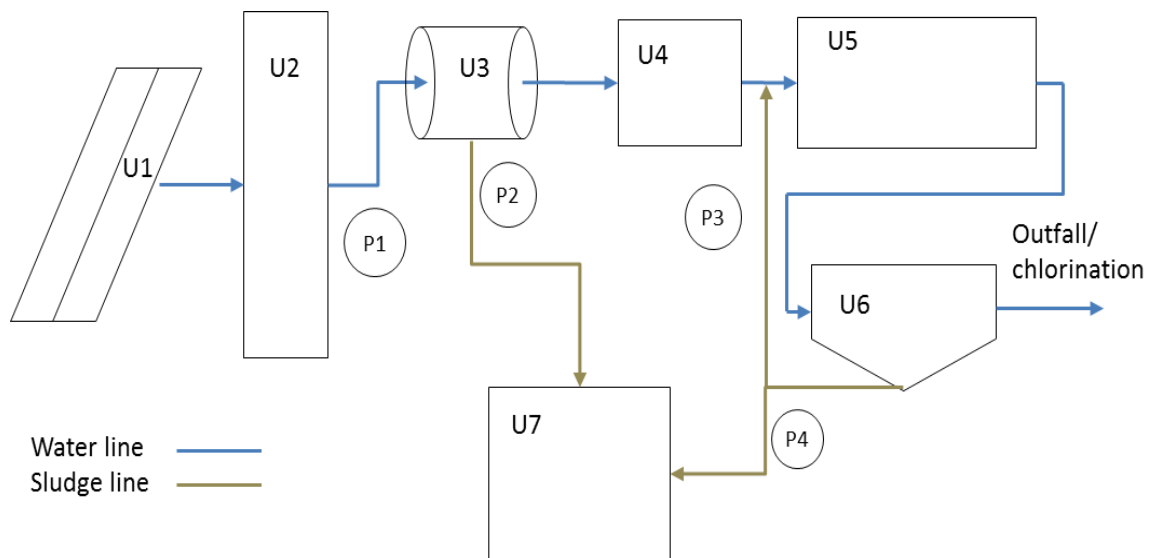 U1
U2
U3
U4
U5
P1
P2
P3
Outfall/
chlorination
U6
U7
P4
Water line
Sludge line